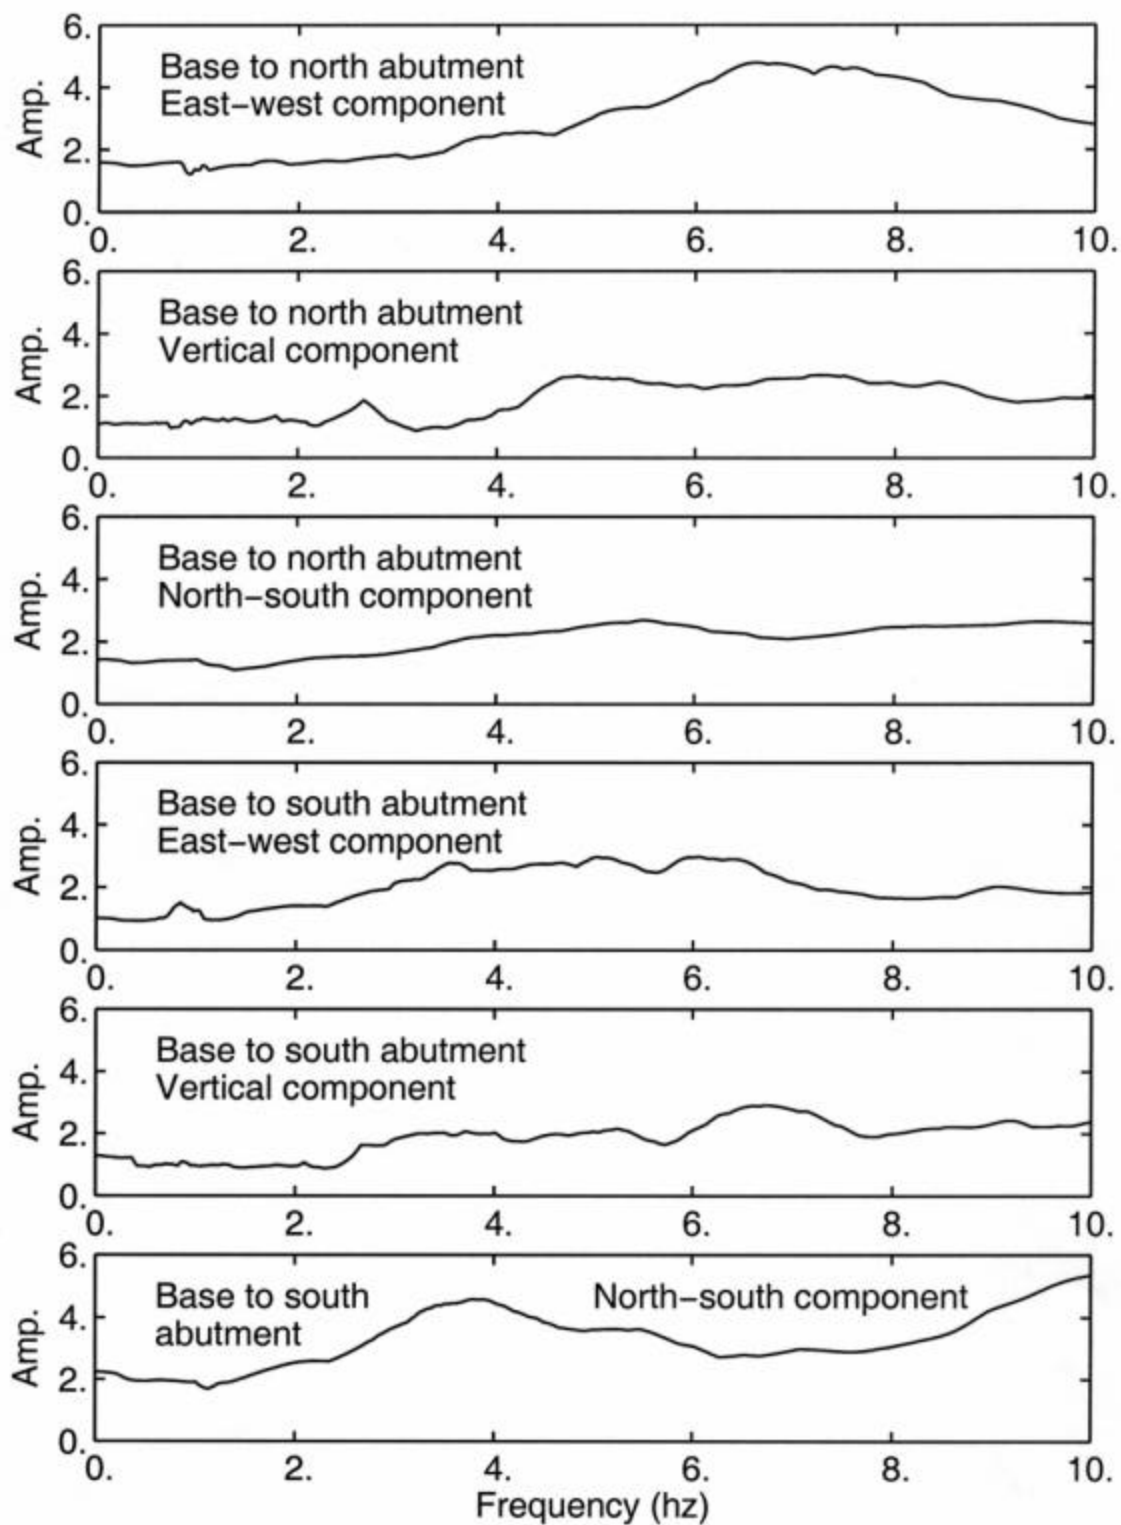 6.
4.
2.
0.
Amp.
Base to north abutment
East–west component
0. 2. 4. 6. 8. 10.
6.
4.
2.
0.
Amp.
Base to north abutment
Vertical component
0. 2. 4. 6. 8. 10.
6.
4.
2.
0.
Amp.
Base to north abutment
North–south component
0. 2. 4. 6. 8. 10.
6.
4.
2.
0.
Amp.
Base to south abutment
East–west component
0. 2. 4. 6. 8. 10.
6.
4.
2.
0.
Amp.
Base to south abutment
Vertical component
0. 2. 4. 6. 8. 10.
6.
4.
2.
0.
Amp.
Base to south
abutment
North–south component
0. 2. 4. 6. 8. 10.
Frequency (hz)